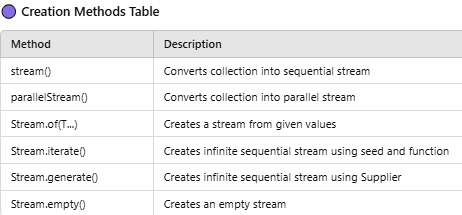 Creation Methods Table
Method Description
stream() Converts collection into sequential stream
parallelStream() Converts collection into parallel stream
Stream.of(T...) Creates a stream from given values
Stream.iterate() Creates infinite sequential stream using seed and function
Stream.generate() Creates infinite sequential stream using Supplier
Stream.empty() Creates an empty stream